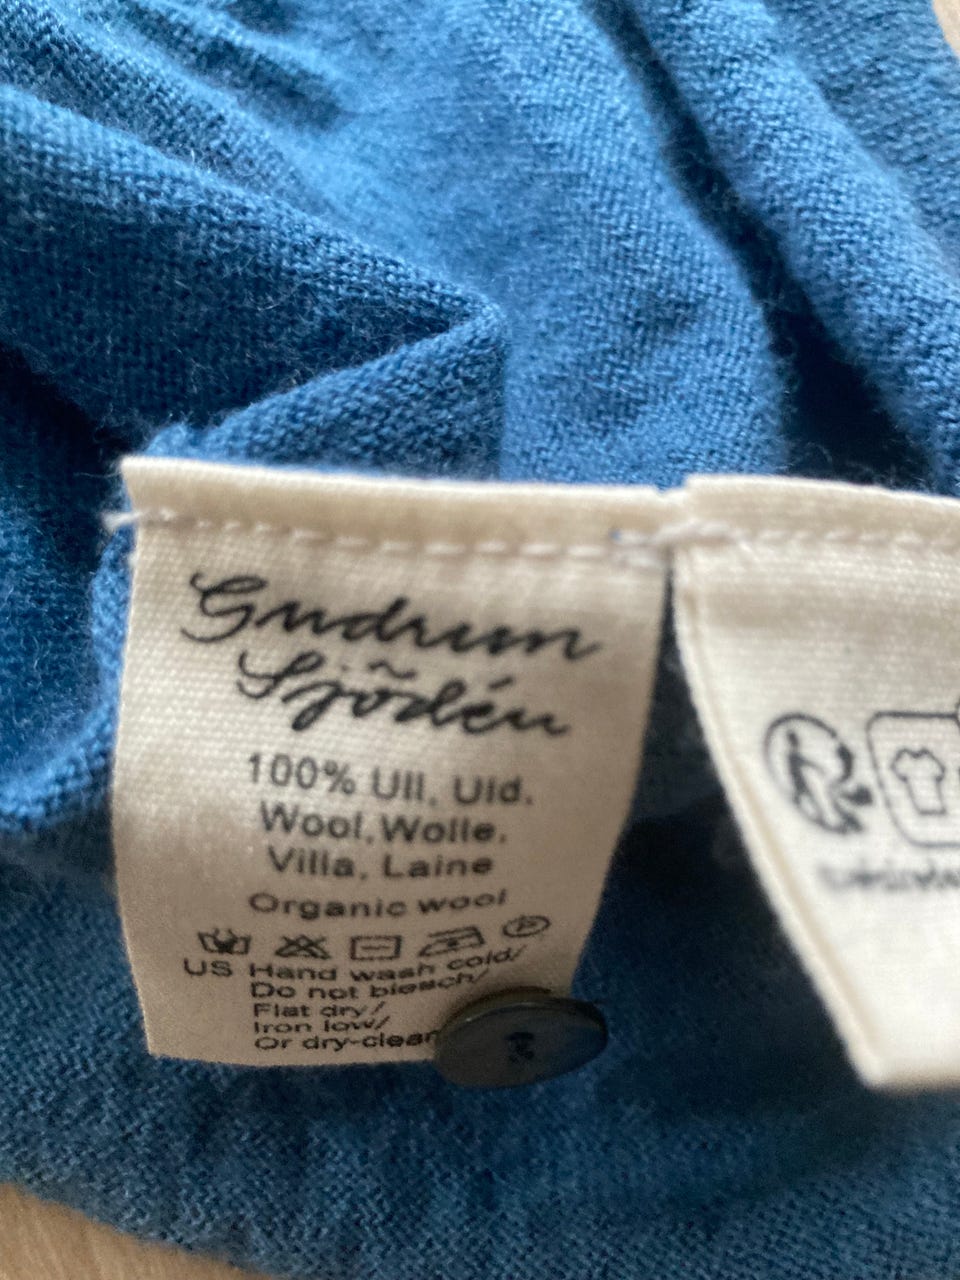 Gudrun
Sjödén
100% Ull, Uld,
Wool, Wolle,
Villa, Laine
Organic wool
US Hand wash cold/
Do not bleach/
Flat dry/
Iron low/
Or dry-clean